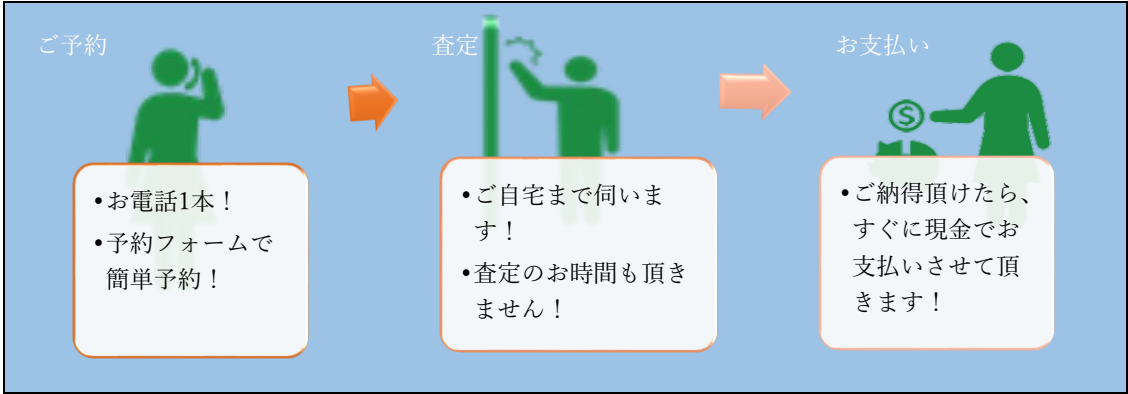 ご予約
•お電話1本！
•予約フォームで
簡単予約！
査定
•ご自宅まで伺いま
す！
•査定のお時間も頂き
ません！
お支払い
$
•ご納得頂けたら、
すぐに現金でお
支払いさせて頂
きます！